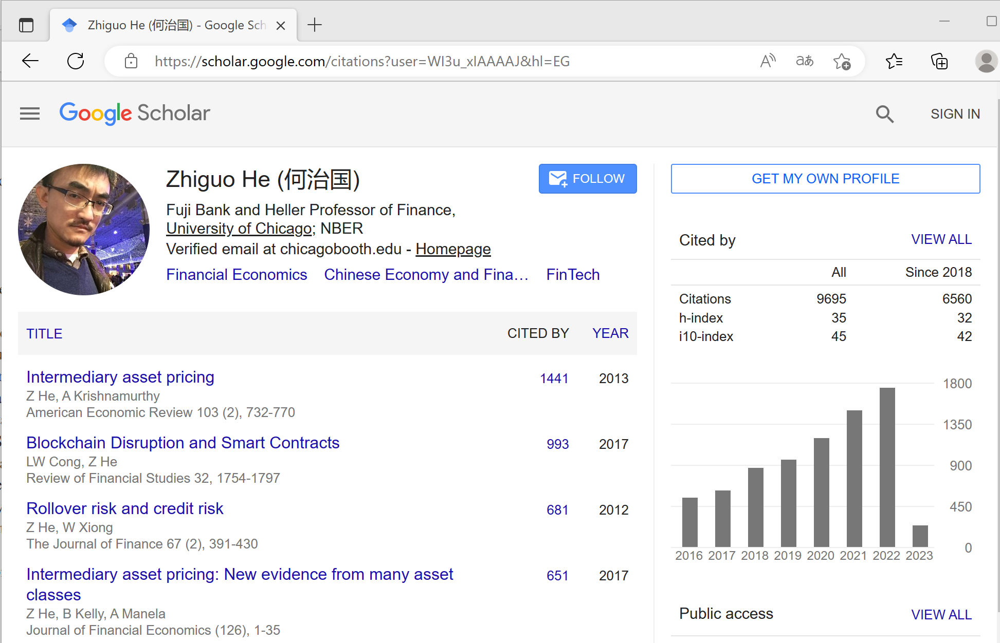 Zhiguo He (何治国) - Google Sch
https://scholar.google.com/citations?user=WI3u_xIAAAAJ&hl=EG
Google Scholar
SIGN IN
Zhiguo He (何治国)
FOLLOW
Fuji Bank and Heller Professor of Finance,
University of Chicago; NBER
Verified email at chicagobooth.edu - Homepage
Financial Economics Chinese Economy and Fina… FinTech
TITLE CITED BY YEAR
Intermediary asset pricing 1441 2013
Z He, A Krishnamurthy
American Economic Review 103 (2), 732-770
Blockchain Disruption and Smart Contracts 993 2017
LW Cong, Z He
Review of Financial Studies 32, 1754-1797
Rollover risk and credit risk 681 2012
Z He, W Xiong
The Journal of Finance 67 (2), 391-430
Intermediary asset pricing: New evidence from many asset 651 2017
classes
Z He, B Kelly, A Manela
Journal of Financial Economics (126), 1-35
GET MY OWN PROFILE
Cited by VIEW ALL
All Since 2018
Citations 9695 6560
h-index 35 32
i10-index 45 42
1800
1350
900
450
0
2016 2017 2018 2019 2020 2021 2022 2023
Public access VIEW ALL